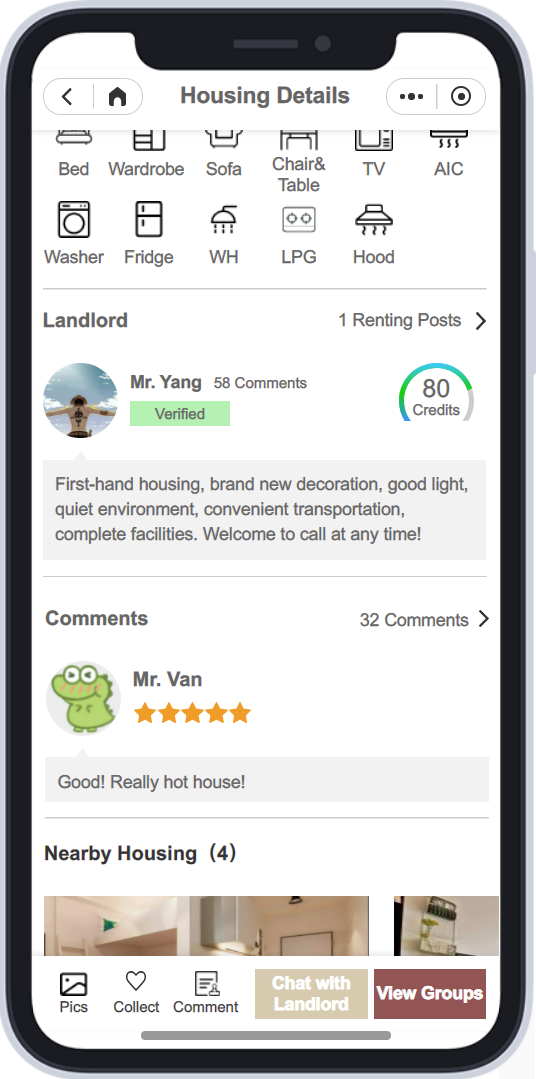 Housing Details
Bed Wardrobe Sofa Chair& Table TV AIC
Washer Fridge WH LPG Hood
Landlord 1 Renting Posts
Mr. Yang 58 Comments
Verified
80
Credits
First-hand housing, brand new decoration, good light,
quiet environment, convenient transportation,
complete facilities. Welcome to call at any time!
Comments 32 Comments
Mr. Van
Good! Really hot house!
Nearby Housing（4）
Pics Collect Comment
Chat with
Landlord
View Groups